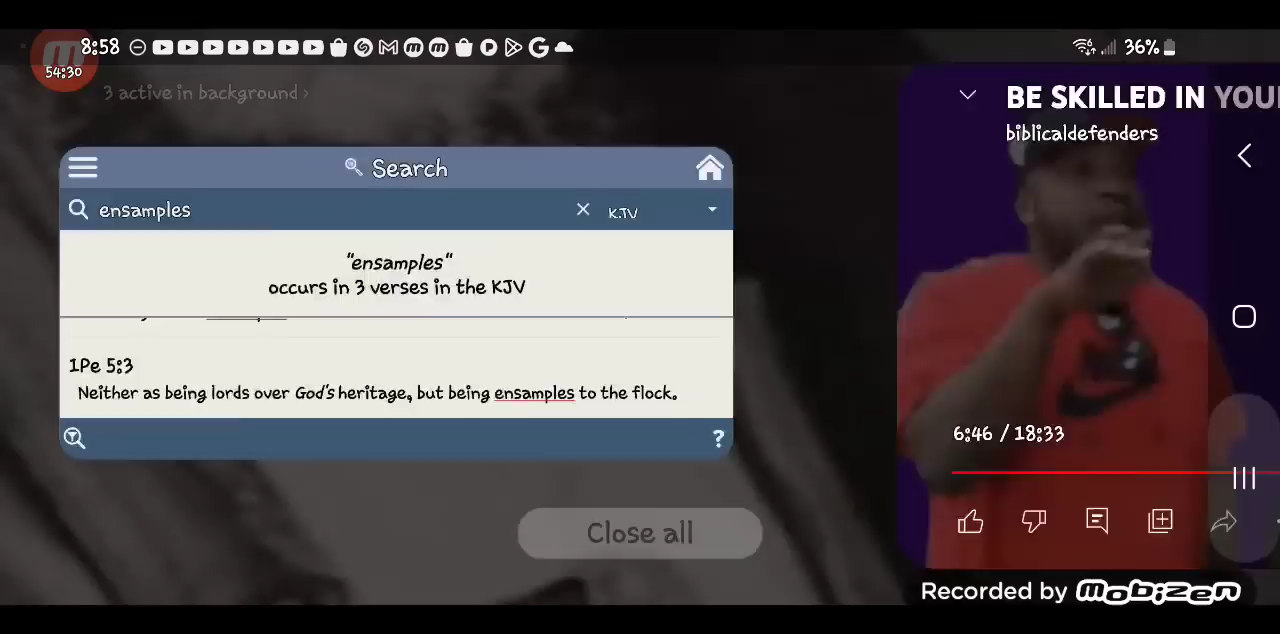 8:58
36%
54:30
3 active in background >
BE SKILLED IN YOU
biblicaldefenders
Search
ensamples
KJV
"ensamples"
occurs in 3 verses in the KJV
1Pe 5:3
Neither as being lords over God's heritage, but being ensamples to the flock.
?
6:46 / 18:33
Close all
Recorded by mobizen